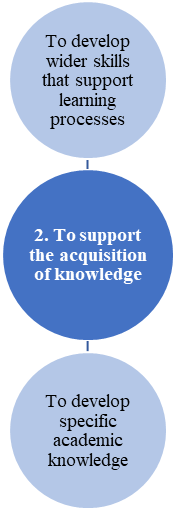 To develop
wider skills
that support
learning
processes
2. To support
the acquisition
of knowledge
To develop
specific
academic
knowledge